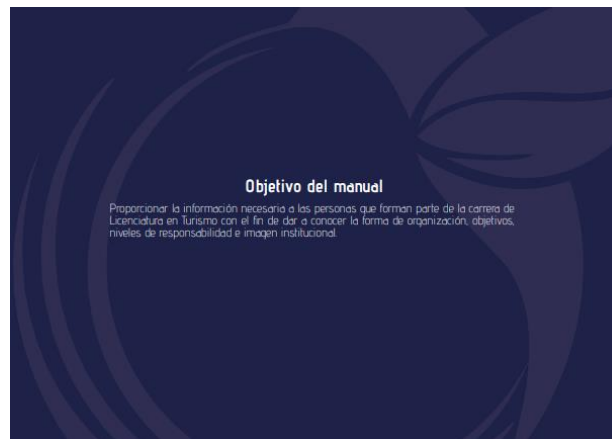 Objetivo del manual
Proporcionar la información necesaria a las personas que forman parte de la carrera de
Licenciatura en Turismo con el fin de dar a conocer la forma de organización, objetivos,
niveles de responsabilidad e imagen institucional.